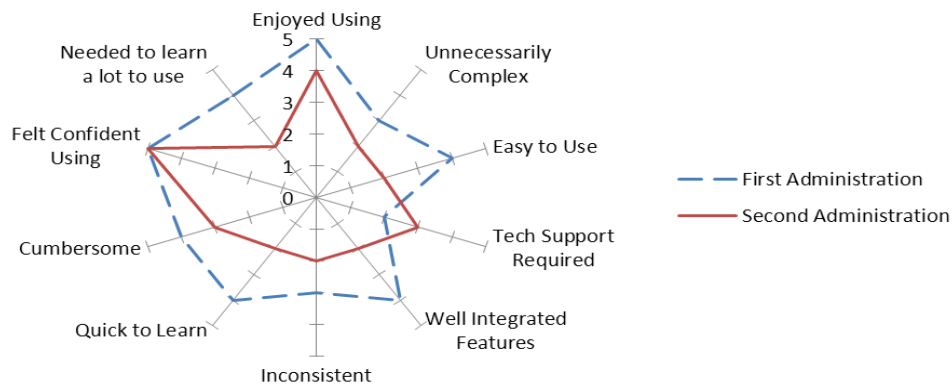 Enjoyed Using
Needed to learn
a lot to use
Unnecessarily
Complex
5
4
3
2
1
0
Felt Confident
Using
Easy to Use
First Administration
Second Administration
Cumbersome
Tech Support
Required
Quick to Learn
Well Integrated
Features
Inconsistent